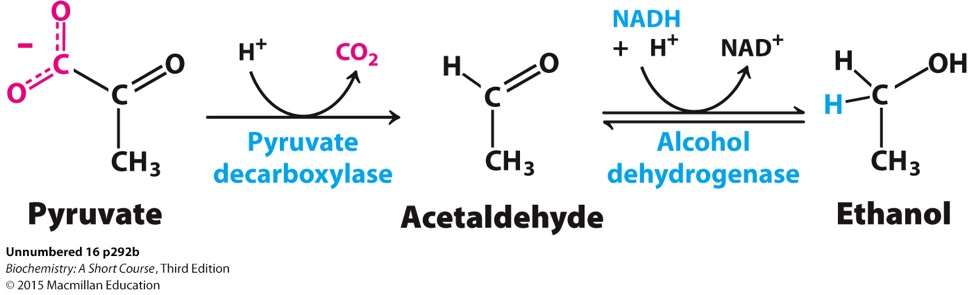 O
−
C
O
C
O
CH₃
Pyruvate
H⁺
CO₂
Pyruvate
decarboxylase
H
O
C
CH₃
Acetaldehyde
NADH
+ H⁺
NAD⁺
Alcohol
dehydrogenase
H
OH
H
C
CH₃
Ethanol
Unnumbered 16 p292b
Biochemistry: A Short Course, Third Edition
© 2015 Macmillan Education